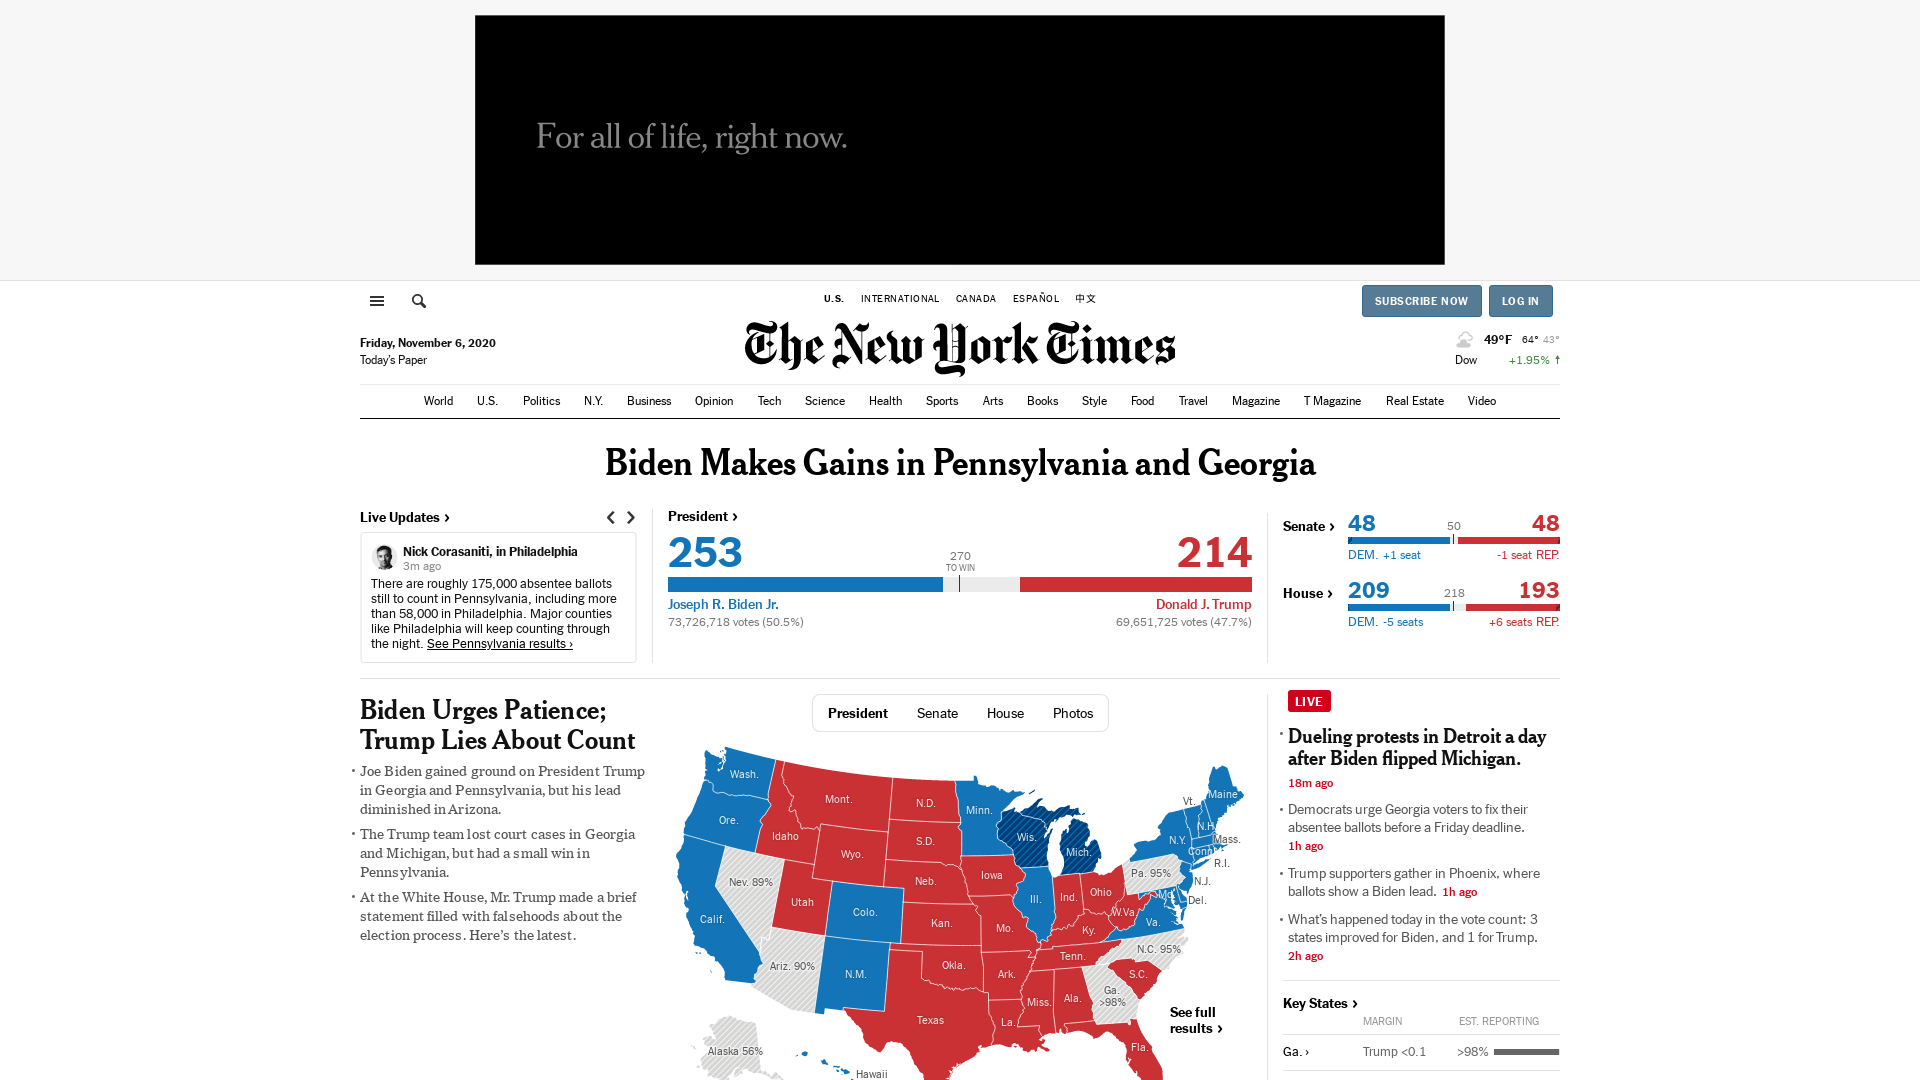 For all of life, right now.
U.S. INTERNATIONAL CANADA ESPAÑOL 中文
SUBSCRIBE NOW LOG IN
Friday, November 6, 2020
Today's Paper
The New York Times
49°F 64° 43°
Dow +1.95% ↑
World U.S. Politics N.Y. Business Opinion Tech Science Health Sports Arts Books Style Food Travel Magazine T Magazine Real Estate Video
Biden Makes Gains in Pennsylvania and Georgia
Live Updates ›
Nick Corasaniti, in Philadelphia
3m ago
There are roughly 175,000 absentee ballots
still to count in Pennsylvania, including more
than 58,000 in Philadelphia. Major counties
like Philadelphia will keep counting through
the night. See Pennsylvania results ›
President ›
253 214
270
TO WIN
Joseph R. Biden Jr. Donald J. Trump
73,726,718 votes (50.5%) 69,651,725 votes (47.7%)
Senate › 48 50 48
DEM. +1 seat -1 seat REP.
House › 209 218 193
DEM. -5 seats +6 seats REP.
Biden Urges Patience;
Trump Lies About Count
• Joe Biden gained ground on President Trump
in Georgia and Pennsylvania, but his lead
diminished in Arizona.
• The Trump team lost court cases in Georgia
and Michigan, but had a small win in
Pennsylvania.
• At the White House, Mr. Trump made a brief
statement filled with falsehoods about the
election process. Here's the latest.
President Senate House Photos
Wash.
Mont.
N.D.
Minn.
Vt.
Maine
Ore.
Idaho
S.D.
Wis.
N.H.
Wyo.
Mich.
N.Y.
Mass.
Conn.
R.I.
Nev. 89%
Neb.
Iowa
Pa. 95%
N.J.
Utah
Colo.
Ill.
Ind.
Ohio
Md.
Del.
Calif.
Kan.
Mo.
W.Va.
Ky.
Va.
Ariz. 90%
N.M.
Okla.
Ark.
Tenn.
N.C. 95%
S.C.
Texas
La.
Miss.
Ala.
Ga.
>98%
Fla.
Alaska 56%
Hawaii
See full
results ›
LIVE
• Dueling protests in Detroit a day
after Biden flipped Michigan.
18m ago
• Democrats urge Georgia voters to fix their
absentee ballots before a Friday deadline.
1h ago
• Trump supporters gather in Phoenix, where
ballots show a Biden lead. 1h ago
• What's happened today in the vote count: 3
states improved for Biden, and 1 for Trump.
2h ago
Key States ›
MARGIN EST. REPORTING
Ga. › Trump <0.1 >98%